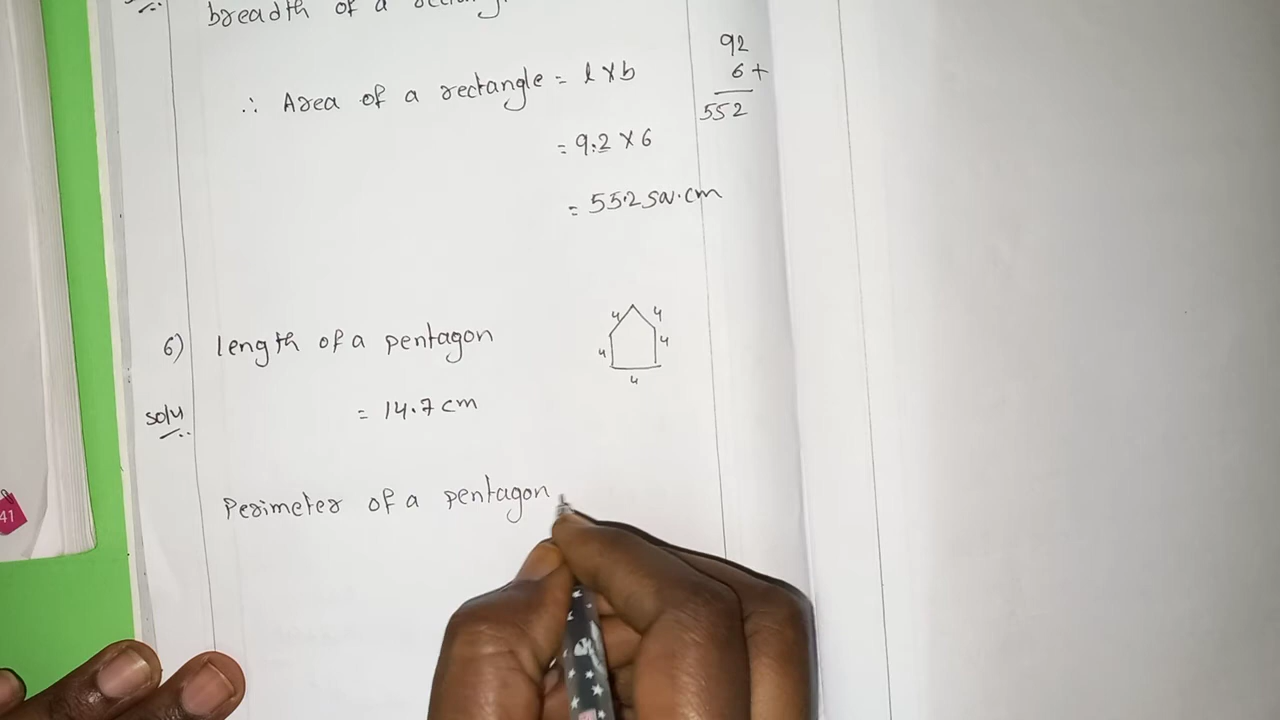 breadth of a
∴ Area of a rectangle = l × b
= 9.2 × 6
= 55.2 sq.cm
92
6+
552
6) length of a pentagon
4 4
4 4
4
Solu
= 14.7 cm
Perimeter of a pentagon
41